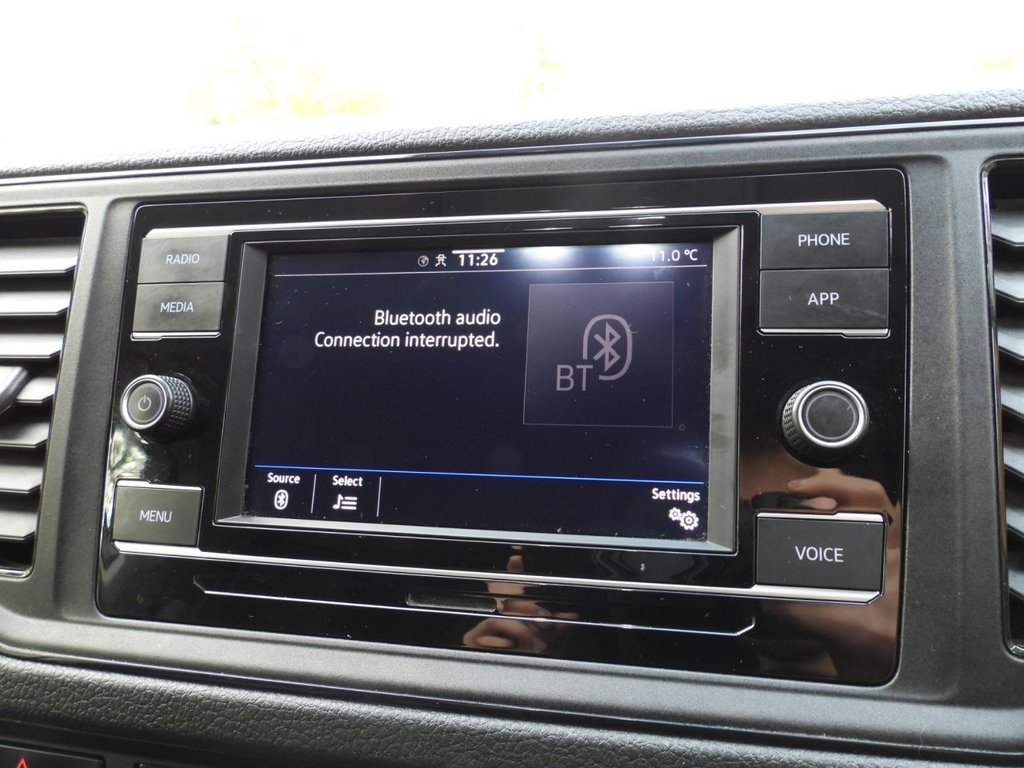 RADIO
MEDIA
MENU
11:26
11.0 °C
Bluetooth audio
Connection interrupted.
BT
Source
Select
Settings
PHONE
APP
VOICE